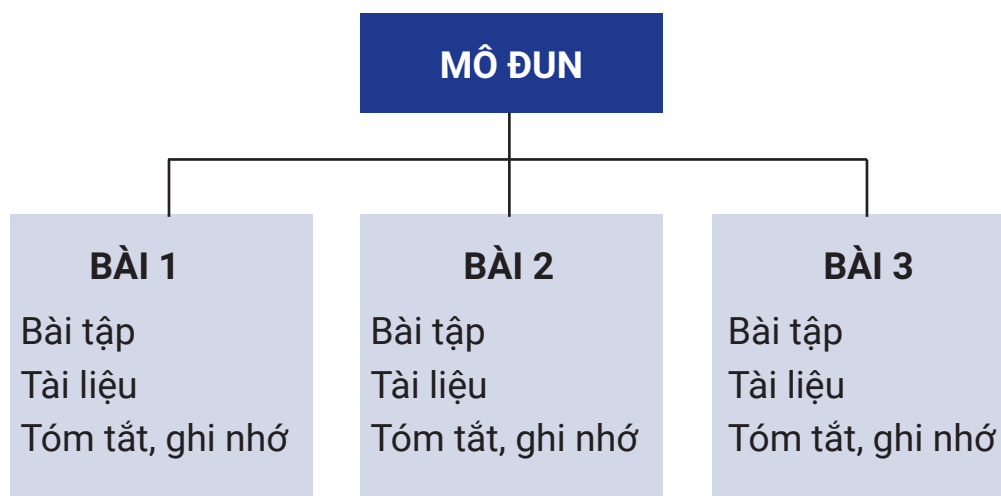 MÔ ĐUN
BÀI 1
Bài tập
Tài liệu
Tóm tắt, ghi nhớ
BÀI 2
Bài tập
Tài liệu
Tóm tắt, ghi nhớ
BÀI 3
Bài tập
Tài liệu
Tóm tắt, ghi nhớ